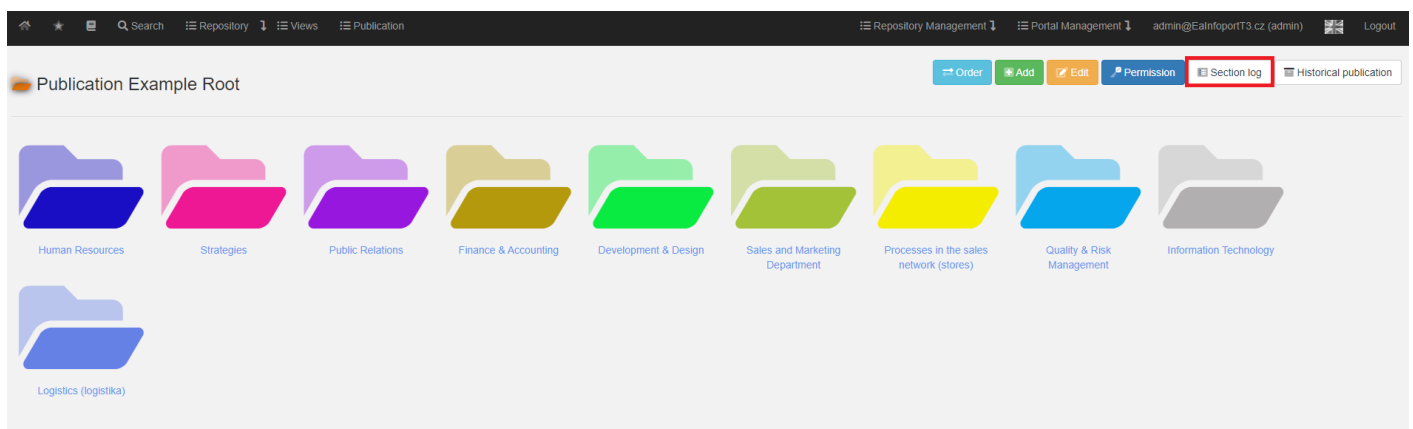 Search Repository Views Publication Repository Management Portal Management admin@EaInfoportT3.cz (admin) Logout
Publication Example Root
Order Add Edit Permission Section log Historical publication
Human Resources
Strategies
Public Relations
Finance & Accounting
Development & Design
Sales and Marketing
Department
Processes in the sales
network (stores)
Quality & Risk
Management
Information Technology
Logistics (logistika)